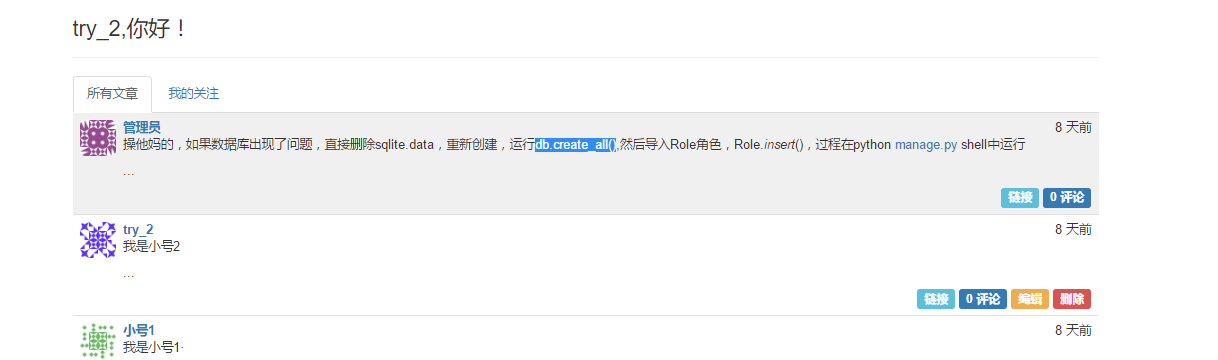 try_2,你好！
所有文章 我的关注
管理员 8 天前
操他妈的，如果数据库出现了问题，直接删除sqlite.data，重新创建，运行db.create_all(),然后导入Role角色，Role.insert()，过程在python manage.py shell中运行
...
链接 0 评论
try_2 8 天前
我是小号2
...
链接 0 评论 编辑 删除
小号1 8 天前
我是小号1·